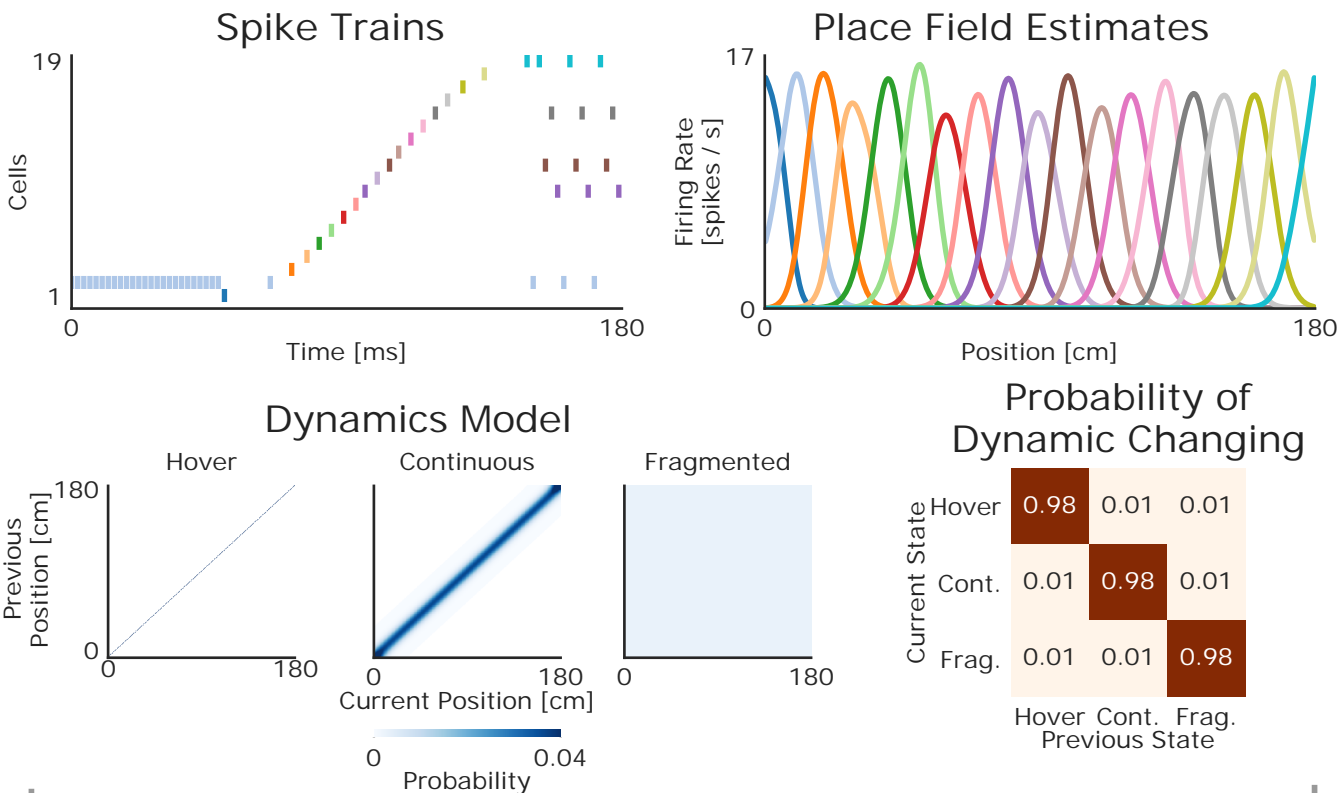 Spike Trains
19
Cells
1
0
180
Time [ms]
Place Field Estimates
17
Firing Rate
[spikes / s]
0
0
180
Position [cm]
Dynamics Model
Hover
Continuous
Fragmented
180
Previous
Position [cm]
0
0
180
0
180
0
180
Current Position [cm]
0
0.04
Probability
Probability of
Dynamic Changing
Current State
Hover
0.98 0.01 0.01
Cont.
0.01 0.98 0.01
Frag.
0.01 0.01 0.98
Hover Cont. Frag.
Previous State